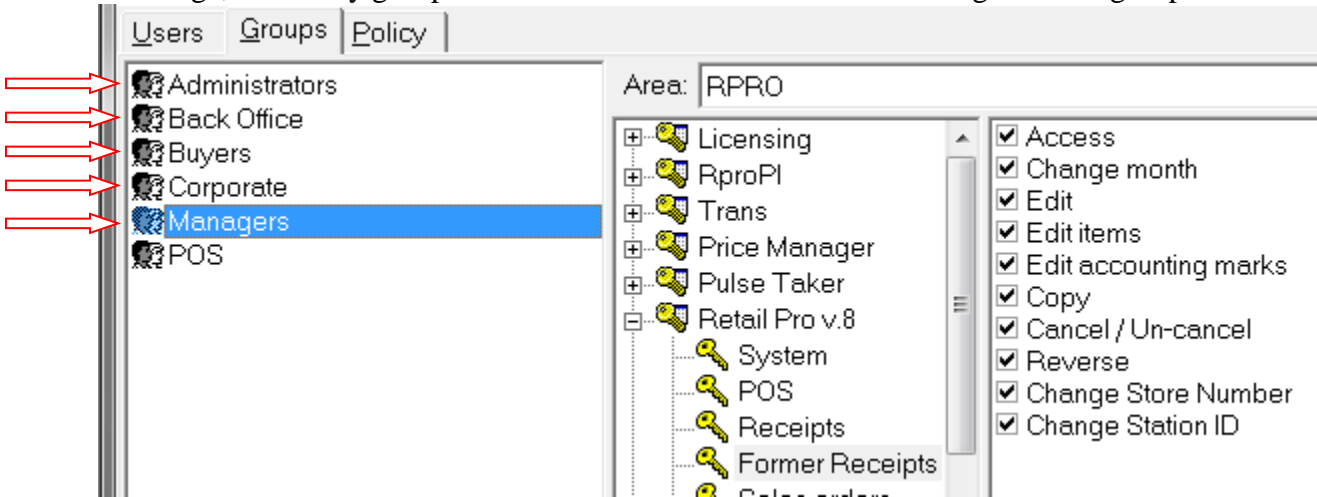 Users Groups Policy
Administrators
Back Office
Buyers
Corporate
Managers
POS
Area: RPRO
Licensing
RproPI
Trans
Price Manager
Pulse Taker
Retail Pro v.8
System
POS
Receipts
Former Receipts
Sales orders
Access
Change month
Edit
Edit items
Edit accounting marks
Copy
Cancel / Un-cancel
Reverse
Change Store Number
Change Station ID